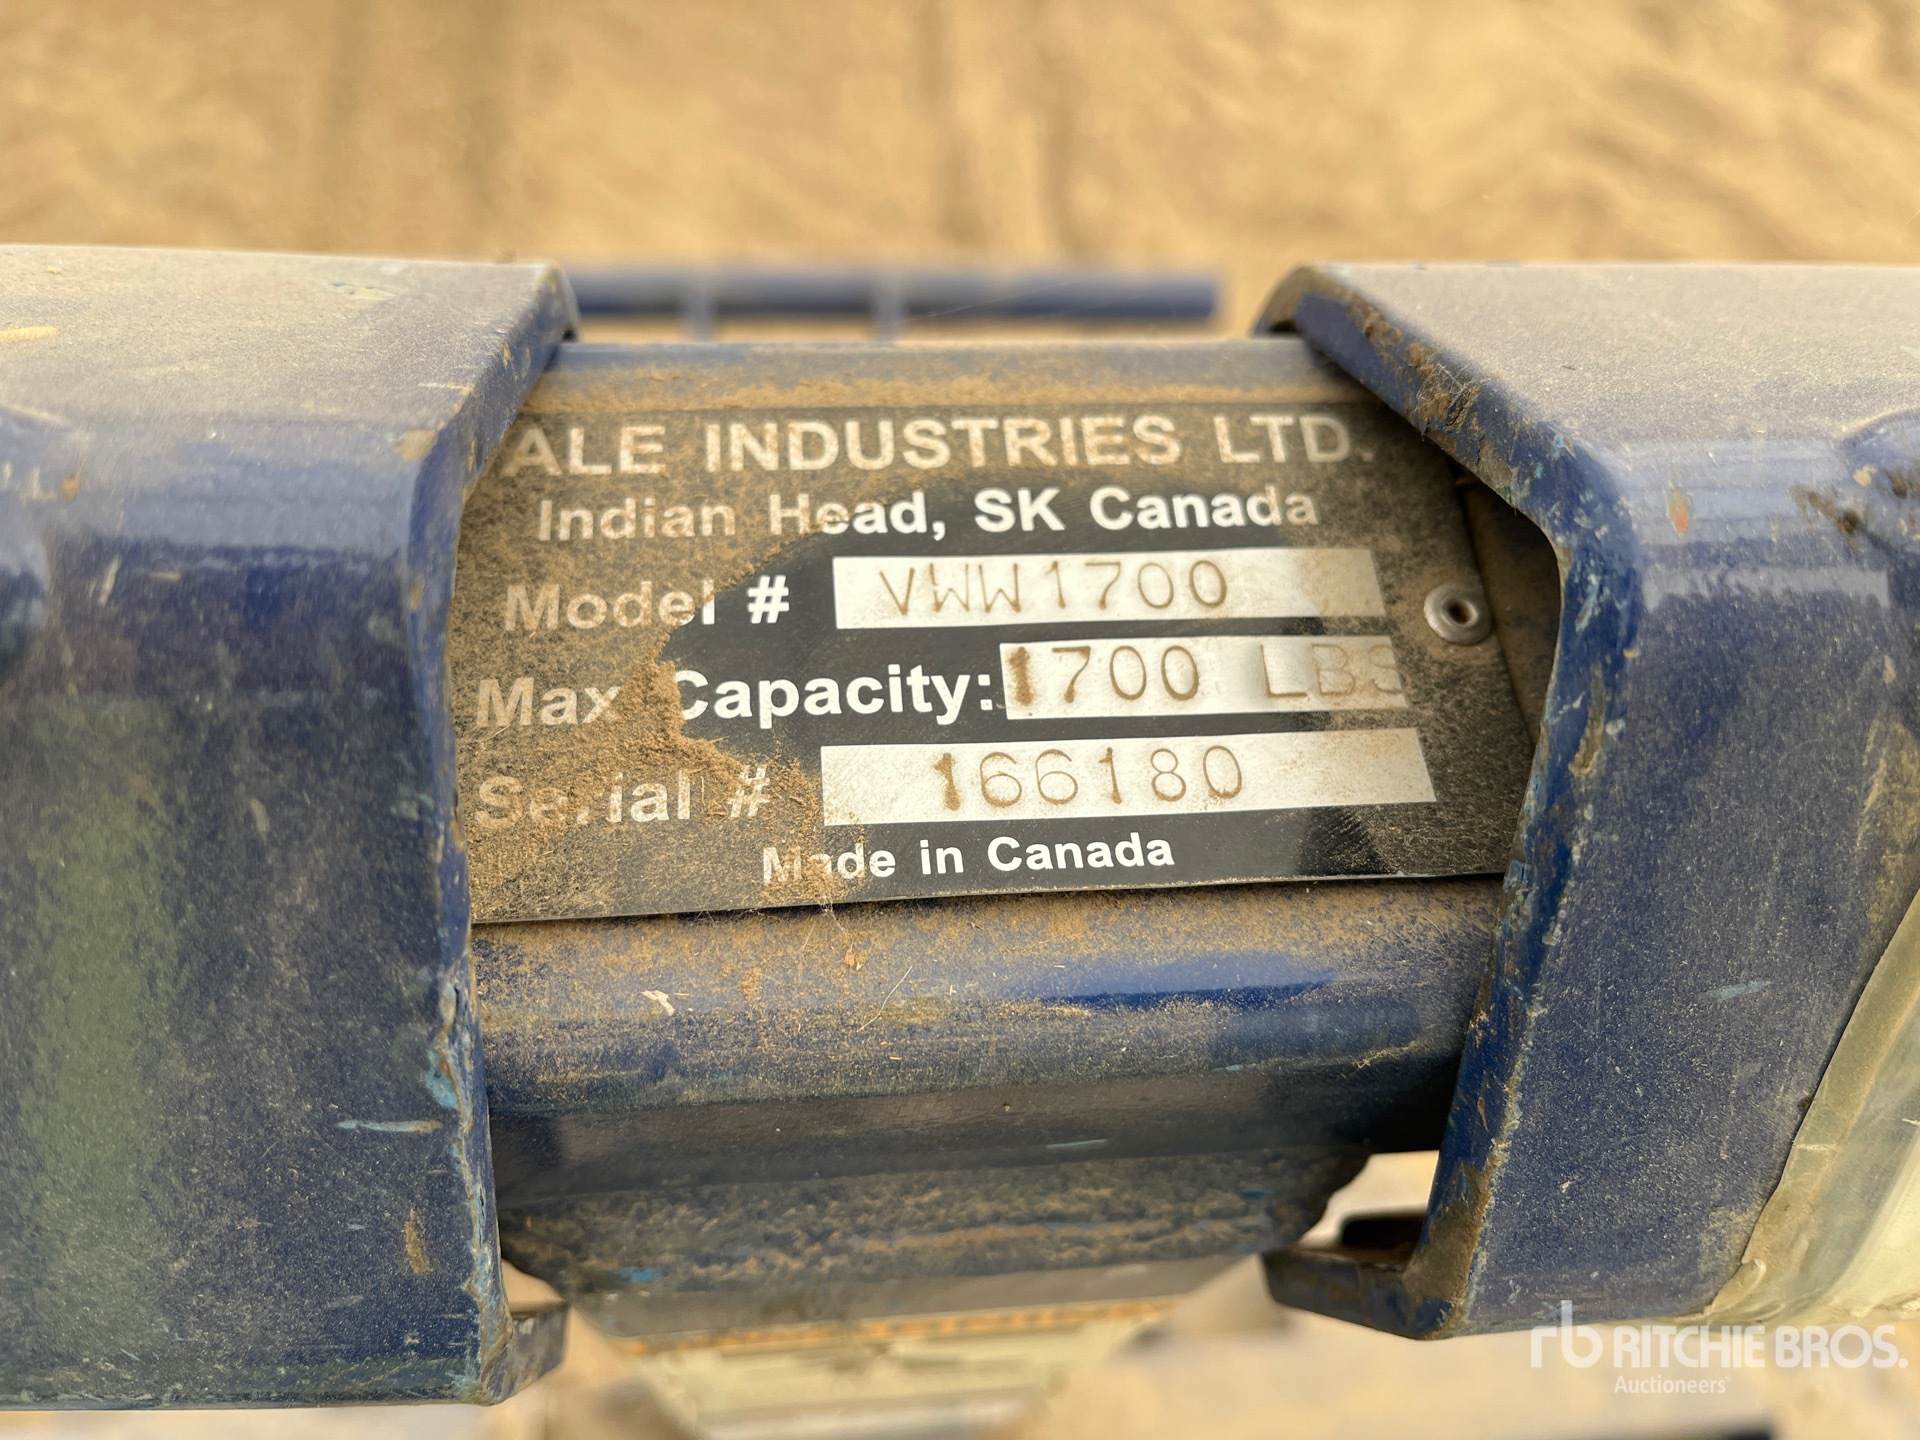 ALE INDUSTRIES LTD.
Indian Head, SK Canada
Model # VWW1700
Max Capacity: 1700 LBS
Serial # 166180
Made in Canada
rb RITCHIE BROS.
Auctioneers